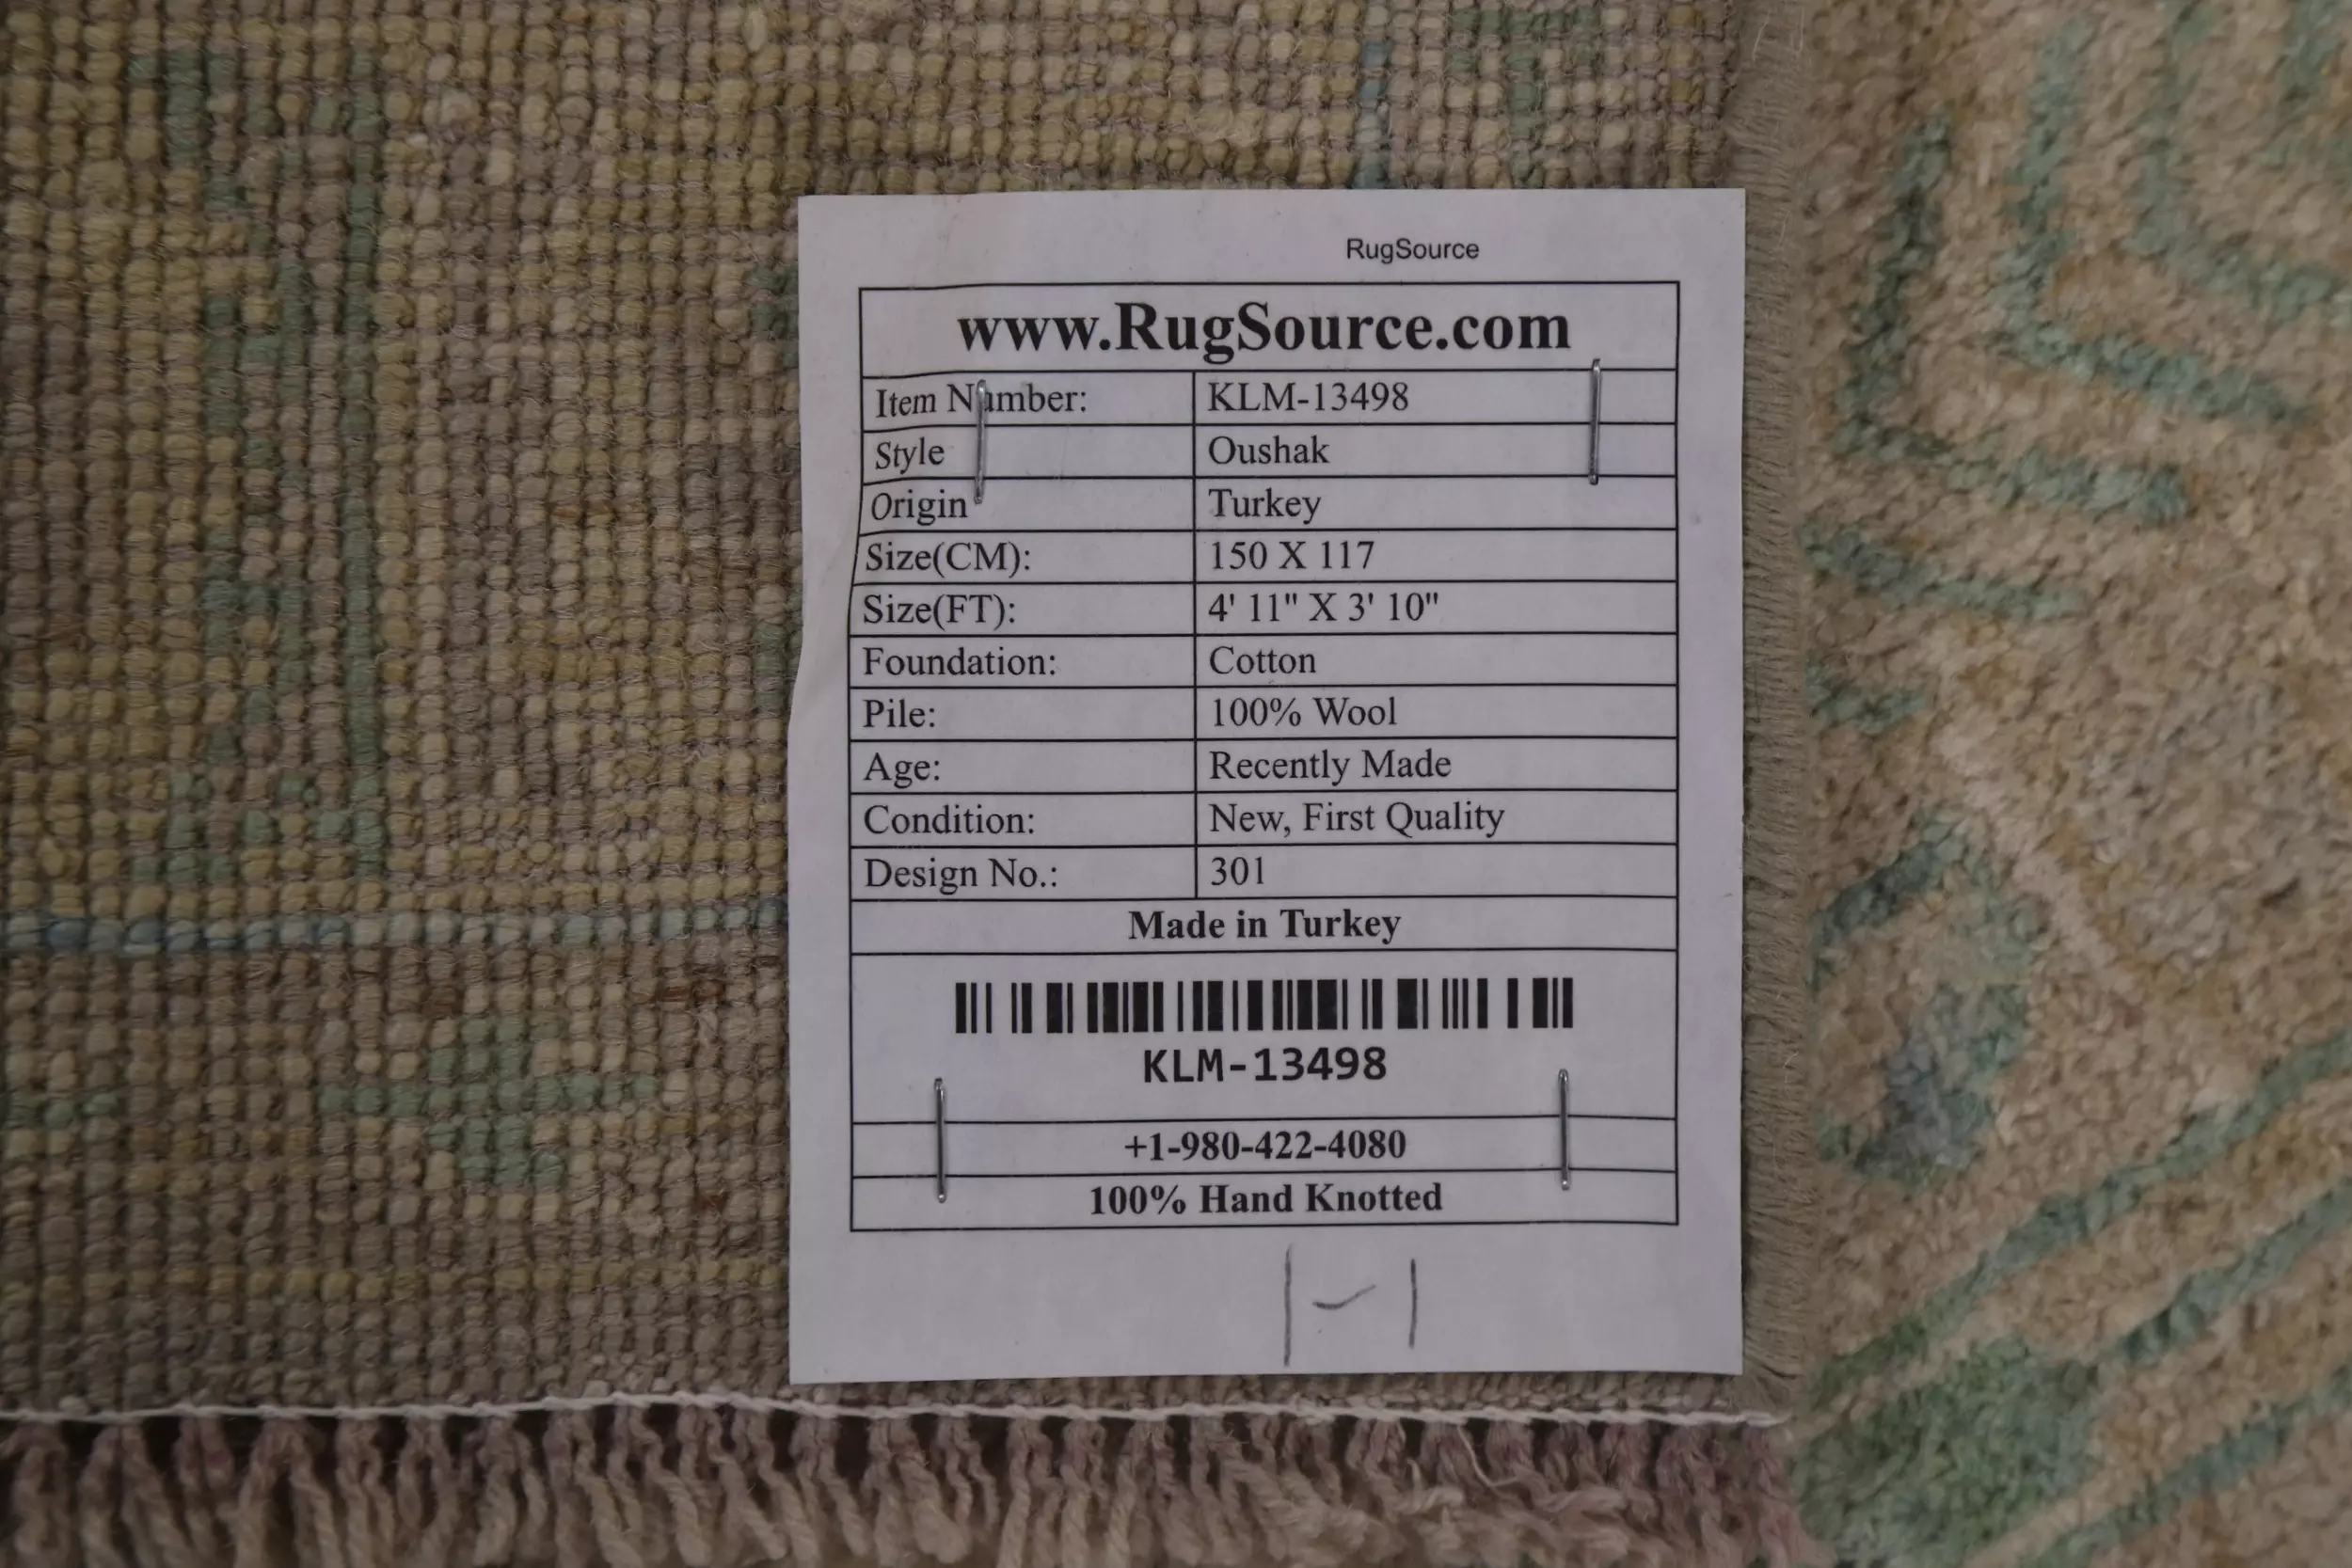 RugSource
www.RugSource.com
Item Number: KLM-13498
Style Oushak
Origin Turkey
Size(CM): 150 X 117
Size(FT): 4' 11" X 3' 10"
Foundation: Cotton
Pile: 100% Wool
Age: Recently Made
Condition: New, First Quality
Design No.: 301
Made in Turkey
KLM-13498
+1-980-422-4080
100% Hand Knotted
1-1